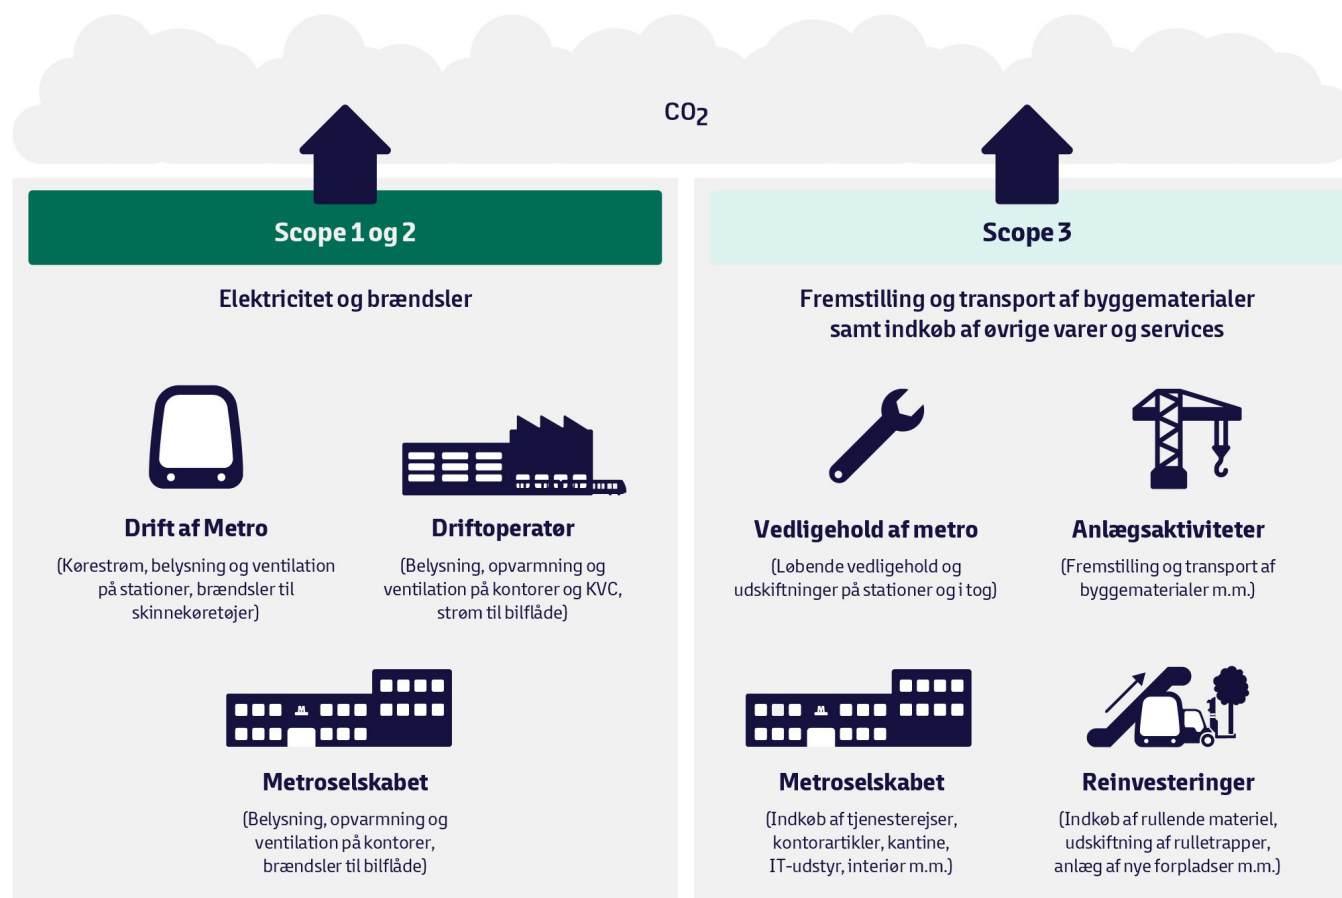 CO2
Scope 1 og 2
Elektricitet og brændsler
Drift af Metro
(Kørestrøm, belysning og ventilation
på stationer, brændsler til
skinnekøretøjer)
Driftoperatør
(Belysning, opvarmning og
ventilation på kontorer og KVC,
strøm til bilflåde)
M
Metroselskabet
(Belysning, opvarmning og
ventilation på kontorer,
brændsler til bilflåde)
Scope 3
Fremstilling og transport af byggematerialer
samt indkøb af øvrige varer og services
Vedligehold af metro
(Løbende vedligehold og
udskiftninger på stationer og i tog)
Anlægsaktiviteter
(Fremstilling og transport af
byggematerialer m.m.)
M
Metroselskabet
(Indkøb af tjenesterejser,
kontorartikler, kantine,
IT-udstyr, interiør m.m.)
Reinvesteringer
(Indkøb af rullende materiel,
udskiftning af rulletrapper,
anlæg af nye forpladser m.m.)